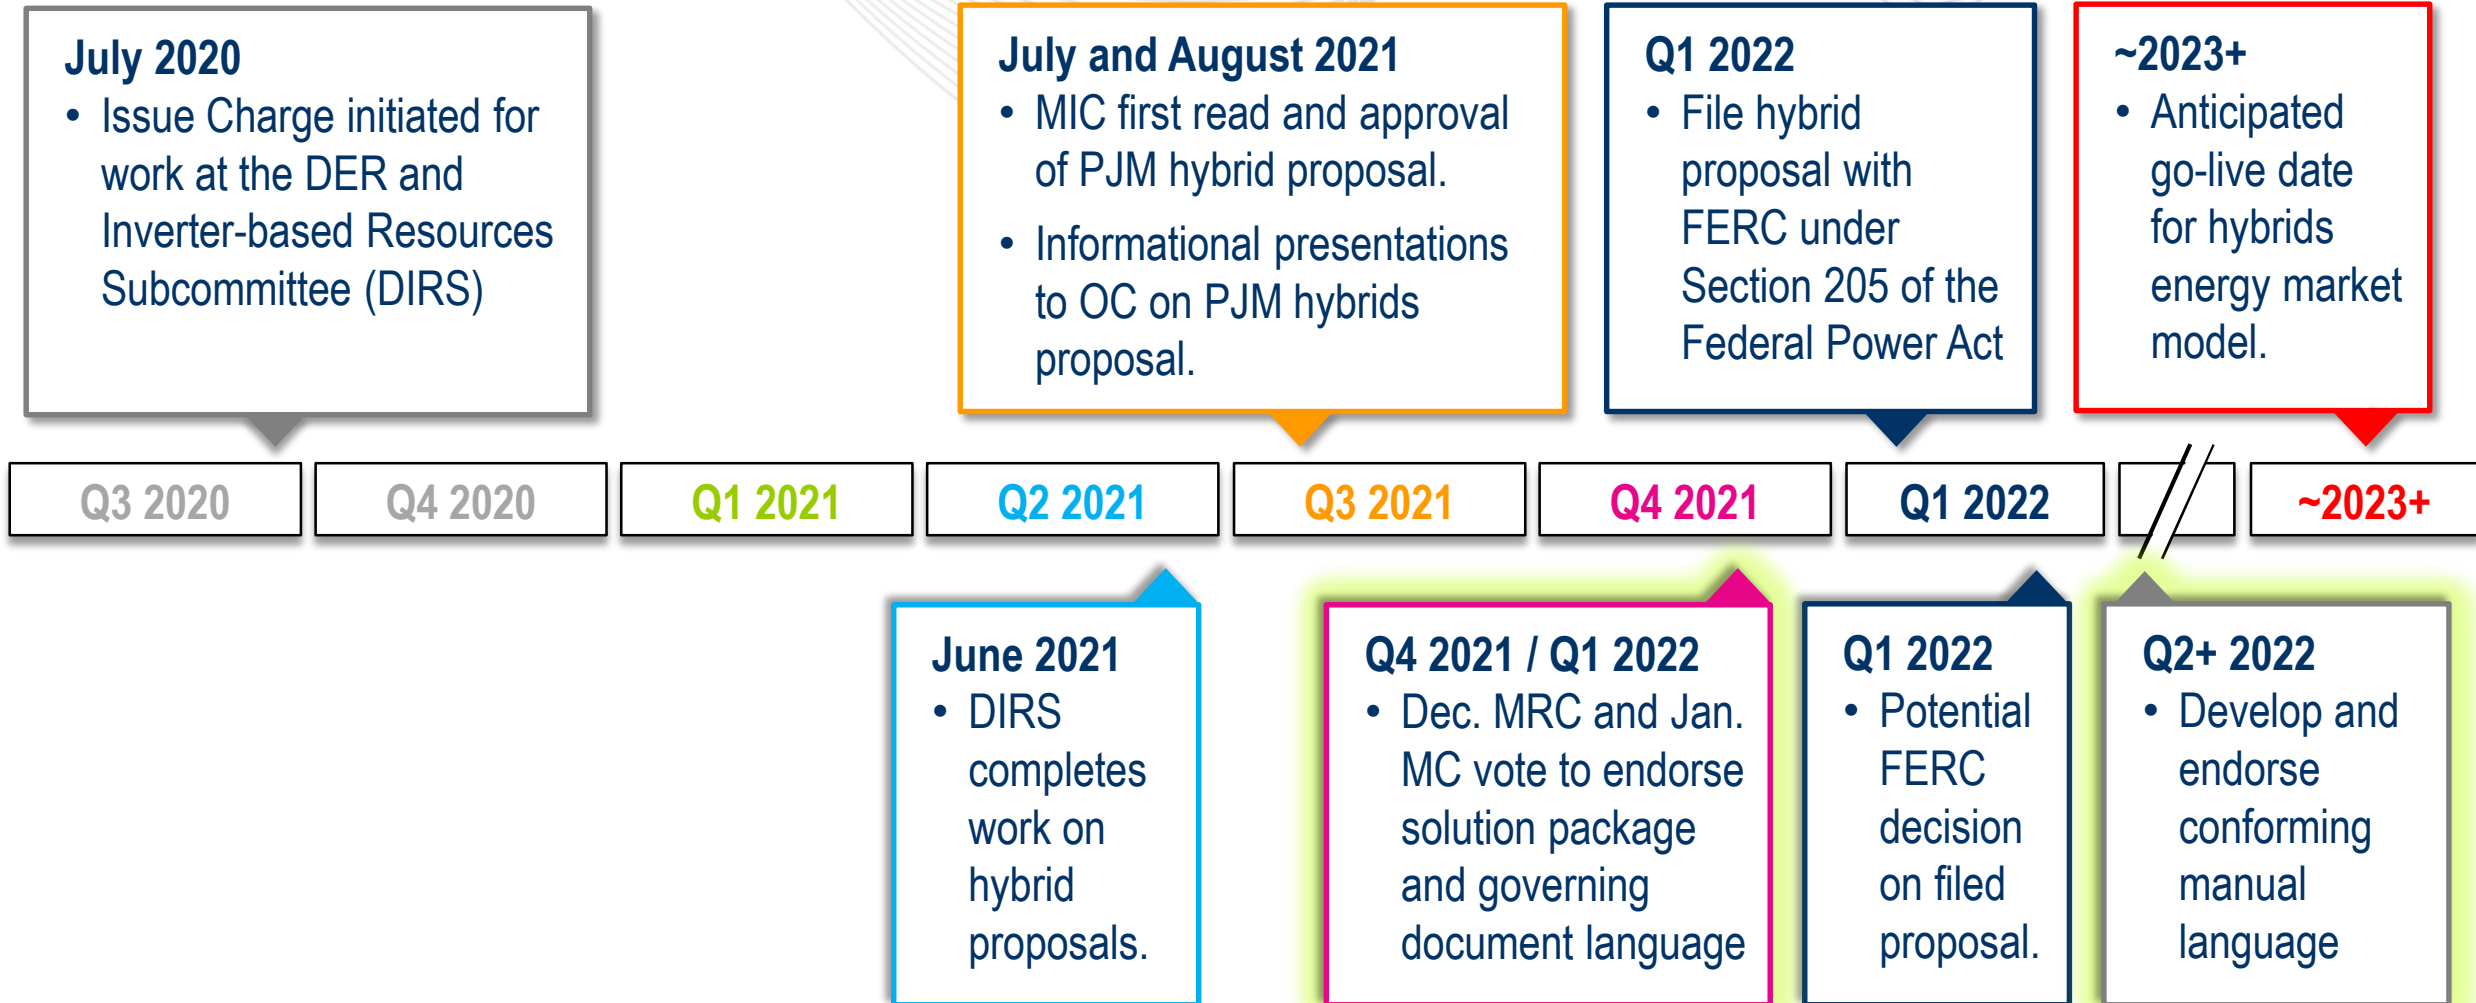 July 2020
• Issue Charge initiated for
work at the DER and
Inverter-based Resources
Subcommittee (DIRS)
July and August 2021
• MIC first read and approval
of PJM hybrid proposal.
• Informational presentations
to OC on PJM hybrids
proposal.
Q1 2022
• File hybrid
proposal with
FERC under
Section 205 of the
Federal Power Act
~2023+
• Anticipated
go-live date
for hybrids
energy market
model.
Q3 2020
Q4 2020
Q1 2021
Q2 2021
Q3 2021
Q4 2021
Q1 2022
~2023+
June 2021
• DIRS
completes
work on
hybrid
proposals.
Q4 2021 / Q1 2022
• Dec. MRC and Jan.
MC vote to endorse
solution package
and governing
document language
Q1 2022
• Potential
FERC
decision
on filed
proposal.
Q2+ 2022
• Develop and
endorse
conforming
manual
language